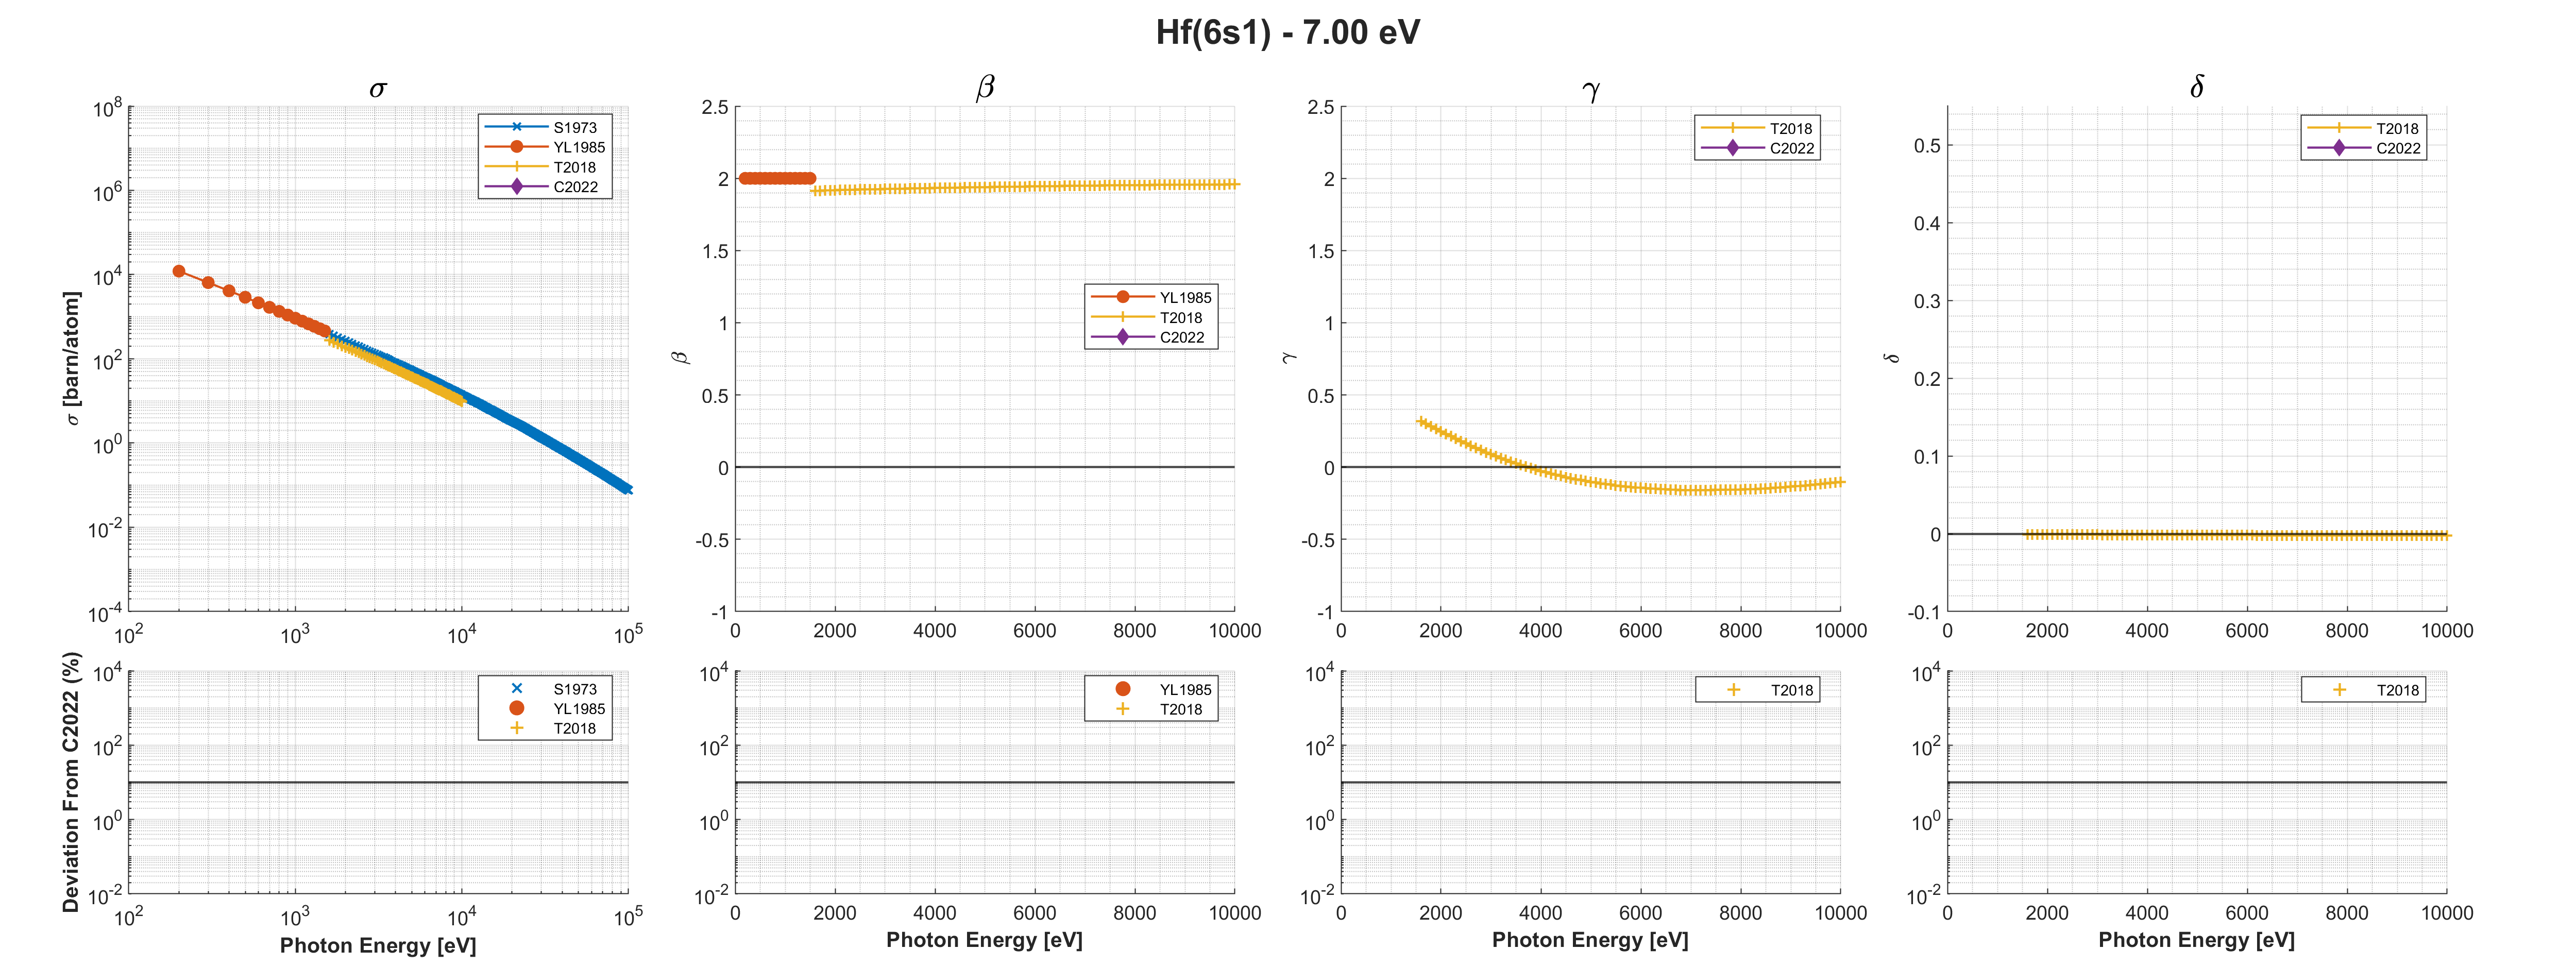 Hf(6s1) - 7.00 eV
σ
σ [barn/atom]
10^8
10^6
10^4
10^2
10^0
10^-2
10^-4
10^2
10^3
10^4
10^5
S1973
YL1985
T2018
C2022
β
β
2.5
2
1.5
1
0.5
0
-0.5
-1
0
2000
4000
6000
8000
10000
YL1985
T2018
C2022
γ
γ
2.5
2
1.5
1
0.5
0
-0.5
-1
0
2000
4000
6000
8000
10000
T2018
C2022
δ
δ
0.5
0.4
0.3
0.2
0.1
0
-0.1
0
2000
4000
6000
8000
10000
T2018
C2022
Deviation From C2022 (%)
10^4
10^2
10^0
10^-2
10^2
10^3
10^4
10^5
S1973
YL1985
T2018
Photon Energy [eV]
10^4
10^2
10^0
10^-2
0
2000
4000
6000
8000
10000
YL1985
T2018
Photon Energy [eV]
10^4
10^2
10^0
10^-2
0
2000
4000
6000
8000
10000
T2018
Photon Energy [eV]
10^4
10^2
10^0
10^-2
0
2000
4000
6000
8000
10000
T2018
Photon Energy [eV]